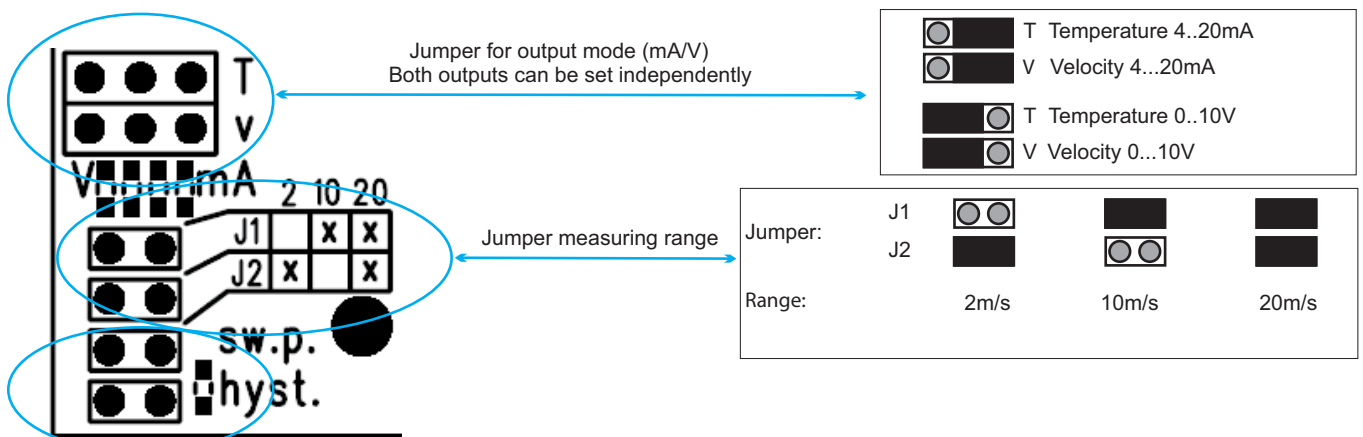 T
v
V mA
2 10 20
J1 x x
J2 x x
sw.p.
hyst.
Jumper for output mode (mA/V)
Both outputs can be set independently
Jumper measuring range
T Temperature 4..20mA
V Velocity 4...20mA
T Temperature 0..10V
V Velocity 0...10V
Jumper:
J1
J2
Range: 2m/s 10m/s 20m/s